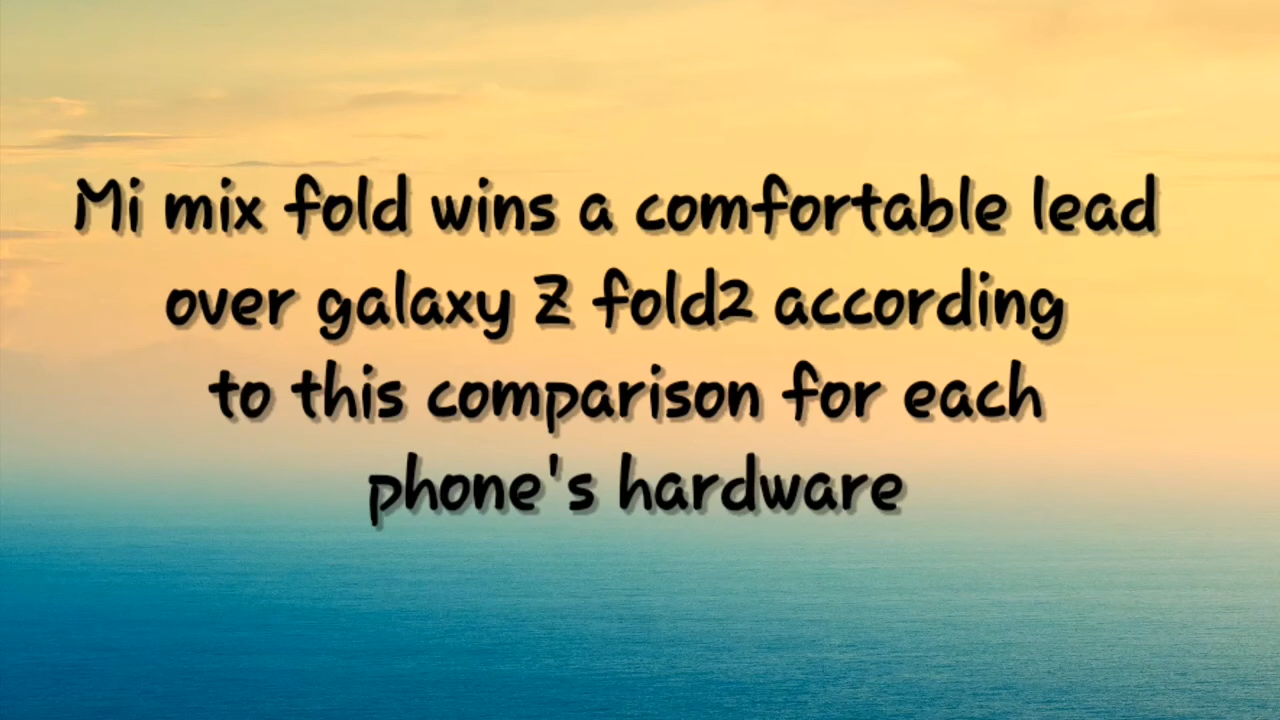 Mi mix fold wins a comfortable lead
over galaxy Z fold2 according
to this comparison for each
phone's hardware